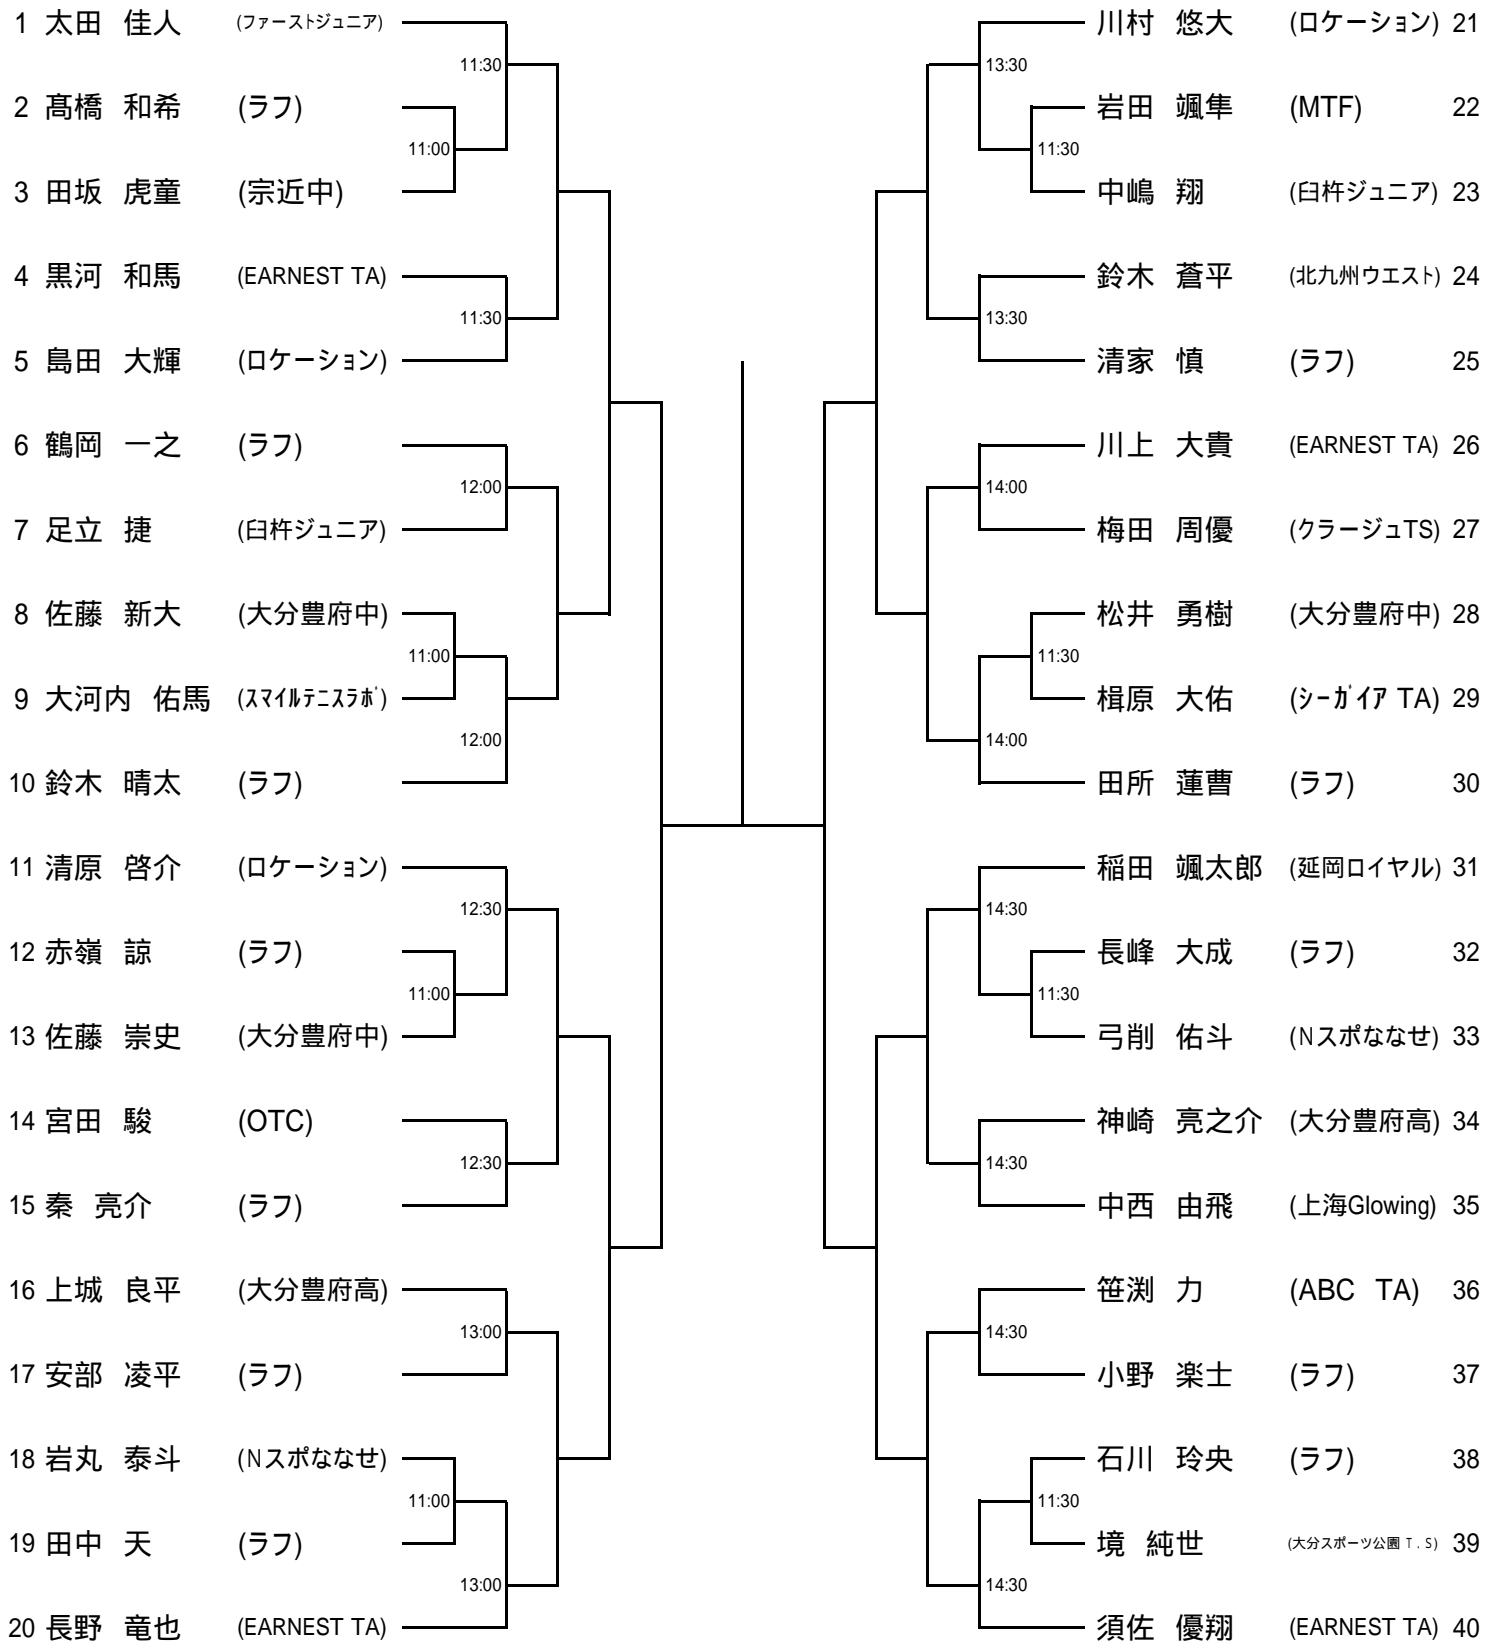 1 太田 佳人 (ファーストジュニア)
11:30
2 髙橋 和希 (ラフ)
11:00
3 田坂 虎童 (宗近中)
4 黒河 和馬 (EARNEST TA)
11:30
5 島田 大輝 (ロケーション)
6 鶴岡 一之 (ラフ)
12:00
7 足立 捷 (臼杵ジュニア)
8 佐藤 新大 (大分豊府中)
11:00
9 大河内 佑馬 (ｽﾏｲﾙﾃﾆｽﾗﾎﾞ)
12:00
10 鈴木 晴太 (ラフ)
11 清原 啓介 (ロケーション)
12:30
12 赤嶺 諒 (ラフ)
11:00
13 佐藤 崇史 (大分豊府中)
14 宮田 駿 (OTC)
12:30
15 秦 亮介 (ラフ)
16 上城 良平 (大分豊府高)
13:00
17 安部 凌平 (ラフ)
18 岩丸 泰斗 (Nスポななせ)
11:00
19 田中 天 (ラフ)
13:00
20 長野 竜也 (EARNEST TA)
川村 悠大 (ロケーション) 21
13:30
岩田 颯隼 (MTF) 22
11:30
中嶋 翔 (臼杵ジュニア) 23
鈴木 蒼平 (北九州ウエスト) 24
13:30
清家 慎 (ラフ) 25
川上 大貴 (EARNEST TA) 26
14:00
梅田 周優 (クラージュTS) 27
松井 勇樹 (大分豊府中) 28
11:30
楫原 大佑 (ｼｰｶﾞｲｱ TA) 29
14:00
田所 蓮曹 (ラフ) 30
稲田 颯太郎 (延岡ロイヤル) 31
14:30
長峰 大成 (ラフ) 32
11:30
弓削 佑斗 (Nスポななせ) 33
神崎 亮之介 (大分豊府高) 34
14:30
中西 由飛 (上海Glowing) 35
笹渕 力 (ABC TA) 36
14:30
小野 楽士 (ラフ) 37
石川 玲央 (ラフ) 38
11:30
境 純世 (大分スポーツ公園 T.S) 39
14:30
須佐 優翔 (EARNEST TA) 40